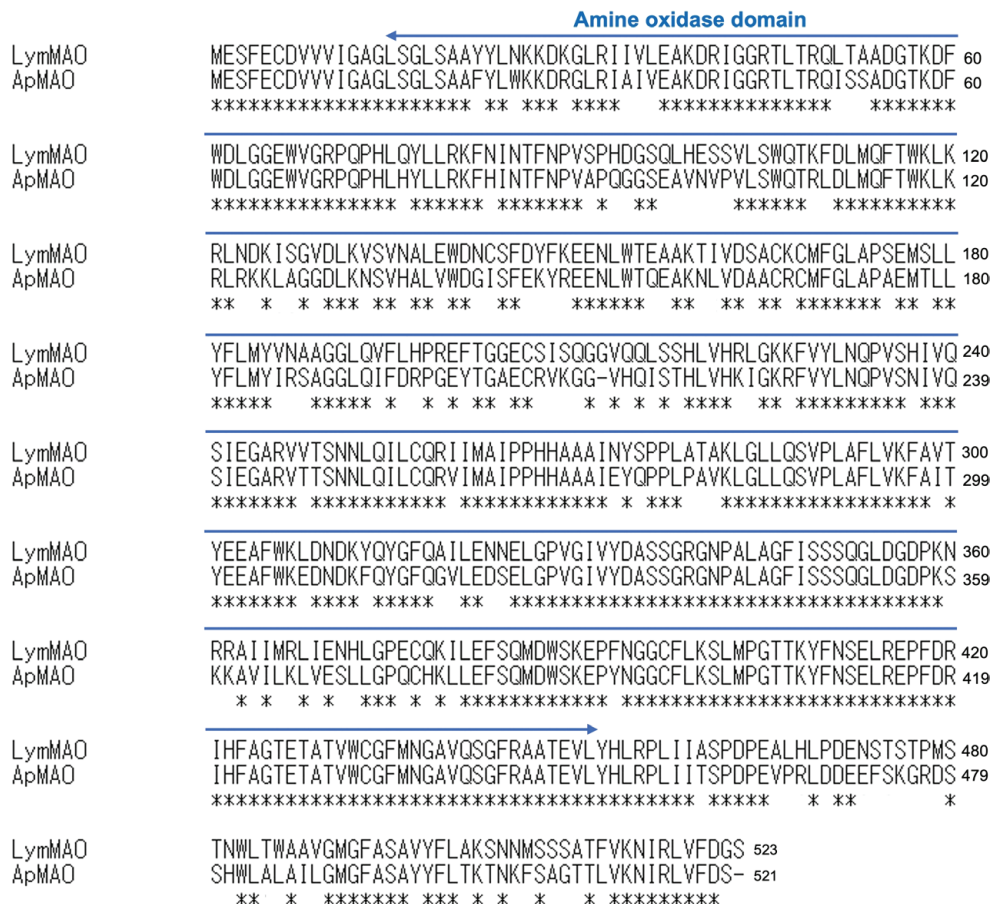 Amine oxidase domain
LymMAO MESFECDVVVIGAGLSGLSAAYYLNKKDKGLRIIVLEAKDRIGGRTLTRQLTAADGTKDF 60
ApMAO MESFECDVVVIGAGLSGLSAAFYLWKKDRGLRIAIVEAKDRIGGRTLTRQISSADGTKDF 60
********************* ** *** ****   **************   *******
LymMAO WDLGGEWVGRPQPHLQYLLRKFNINTFNPVSPHDGSQLHESSVLSWQTKFDLMQFTWKLK 120
ApMAO WDLGGEWVGRPQPHLHYLLRKFHINTFNPVAPQGGSEAVNVPVLSWQTRLDLMQFTWKLK 120
*************** ****** ******* *  **      ******  **********
LymMAO RLNDKISGVDLKVSVNALEWDNCSFDYFKEENLWTEAAKTIVDSACKCMFGLAPSEMSLL 180
ApMAO RLRKKLAGGDLKNSVHALVWDGISFEKYREENLWTQEAKNLVDAACRCMFGLAPAEMTLL 180
**  *  * *** ** ** **  **    ******  **  ** ** ******* ** **
LymMAO YFLMYVNAAGGLQVFLHPREFTGGECSISQGGVQQLSSHLVHRLGKKFVYLNQPVSHIVQ 240
ApMAO YFLMYIRSAGGLQIFDRPGEYTGAECRVKGG-VHQISTHLVHKIGKRFVYLNQPVSNIVQ 239
*****   ***** *  * * ** **    * * * * ****  ** ********* ***
LymMAO SIEGARVVTSNNLQILCQRIIMAIPPHHAAAINYSPPLATAKLGLLQSVPLAFLVKFAVT 300
ApMAO SIEGARVTTSNNLQILCQRVIMAIPPHHAAAIEYQPPLPAVKLGLLQSVPLAFLVKFAIT 299
******* *********** ************ * ***   ***************** *
LymMAO YEEAFWKLDNDKYQYGFQAILENNELGPVGIVYDASSGRGNPALAGFISSSQGLDGDPKN 360
ApMAO YEEAFWKEDNDKFQYGFQGVLEDSELGPVGIVYDASSGRGNPALAGFISSSQGLDGDPKS 359
******* **** *****  **  ***********************************
LymMAO RRAIIMRLIENHLGPECQKILEFSQMDWSKEPFNGGCFLKSLMPGTTKYFNSELREPFDR 420
ApMAO KKAVILKLVESLLGPQCHKLLEFSQMDWSKEPYNGGCFLKSLMPGTTKYFNSELREPFDR 419
  * *  * *  *** * * ************ ***************************
LymMAO IHFAGTETATVWCGFMNGAVQSGFRAATEVLYHLRPLIIASPDPEALHLPDENSTSTPMS 480
ApMAO IHFAGTETATVWCGFMNGAVQSGFRAATEVLYHLRPLIITSPDPEVPRLDDEEFSKGRDS 479
*************************************** *****   * **       *
LymMAO TNWLTWAAVGMGFASAVYFLAKSNNMSSSATFVKNIRLVFDGS 523
ApMAO SHWLALAILGMGFASAVYFLTKTNKFSAGTTLVKNIRLVFDS- 521
  **  *  *********** * *  *   * *********